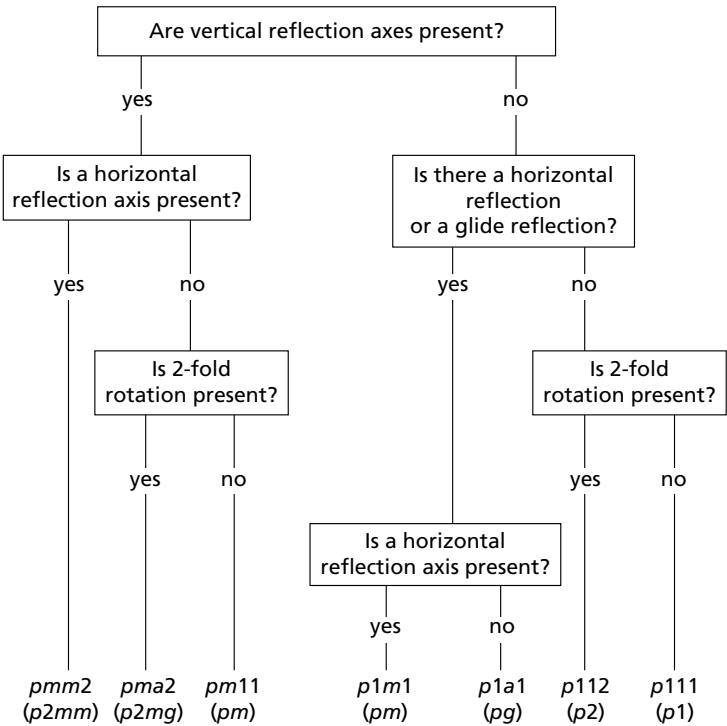 Are vertical reflection axes present?
yes
no
Is a horizontal
reflection axis present?
Is there a horizontal
reflection
or a glide reflection?
yes
no
yes
no
Is 2-fold
rotation present?
Is 2-fold
rotation present?
yes
no
yes
no
Is a horizontal
reflection axis present?
yes
no
pmm2
(p2mm)
pma2
(p2mg)
pm11
(pm)
p1m1
(pm)
p1a1
(pg)
p112
(p2)
p111
(p1)